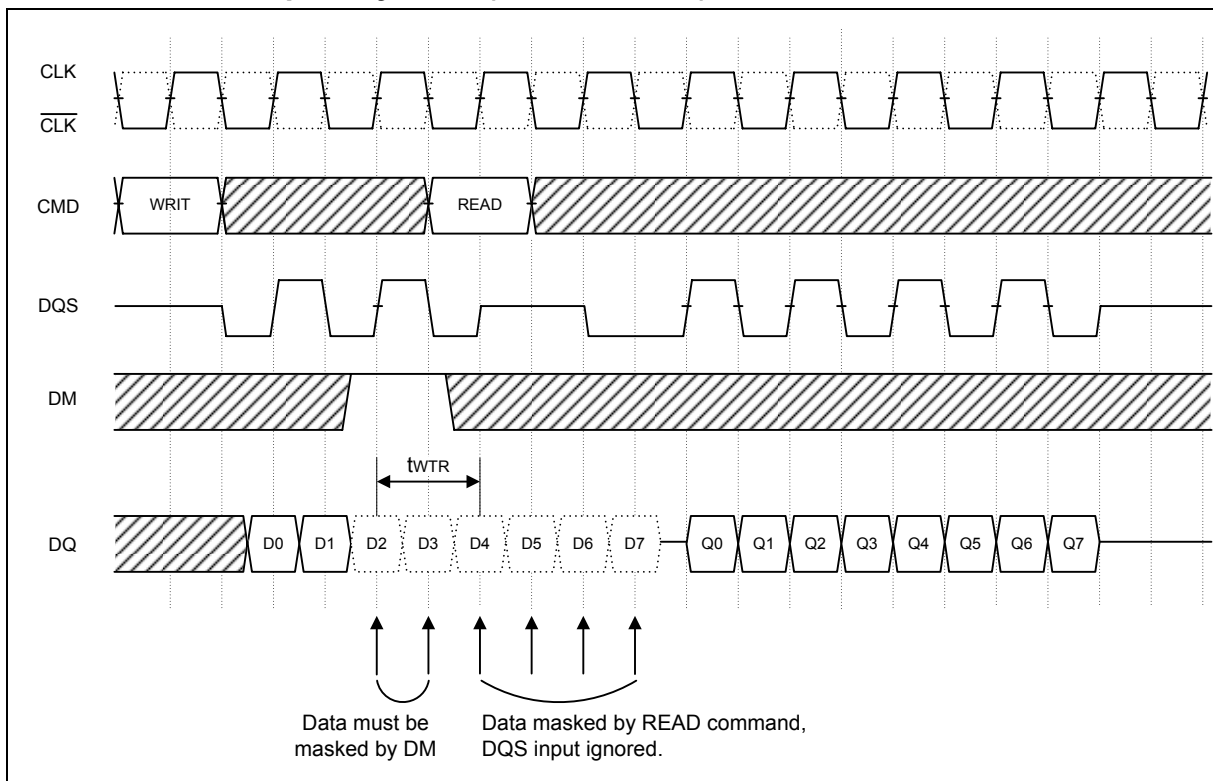 CLK
CLK
CMD
WRIT
READ
DQS
DM
tWTR
DQ
D0 D1 D2 D3 D4 D5 D6 D7 Q0 Q1 Q2 Q3 Q4 Q5 Q6 Q7
Data must be
masked by DM
Data masked by READ command,
DQS input ignored.